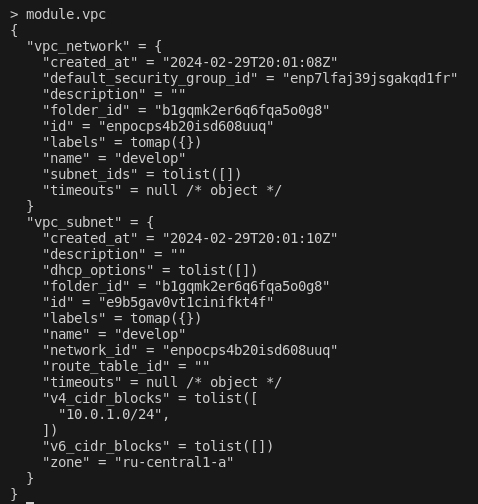 > module.vpc
{
  "vpc_network" = {
    "created_at" = "2024-02-29T20:01:08Z"
    "default_security_group_id" = "enp7lfaj39jsgakqd1fr"
    "description" = ""
    "folder_id" = "b1gqmk2er6q6fqa5o0g8"
    "id" = "enpocps4b20isd608uuq"
    "labels" = tomap({})
    "name" = "develop"
    "subnet_ids" = tolist([])
    "timeouts" = null /* object */
  }
  "vpc_subnet" = {
    "created_at" = "2024-02-29T20:01:10Z"
    "description" = ""
    "dhcp_options" = tolist([])
    "folder_id" = "b1gqmk2er6q6fqa5o0g8"
    "id" = "e9b5gav0vt1cinifkt4f"
    "labels" = tomap({})
    "name" = "develop"
    "network_id" = "enpocps4b20isd608uuq"
    "route_table_id" = ""
    "timeouts" = null /* object */
    "v4_cidr_blocks" = tolist([
      "10.0.1.0/24",
    ])
    "v6_cidr_blocks" = tolist([])
    "zone" = "ru-central1-a"
  }
}